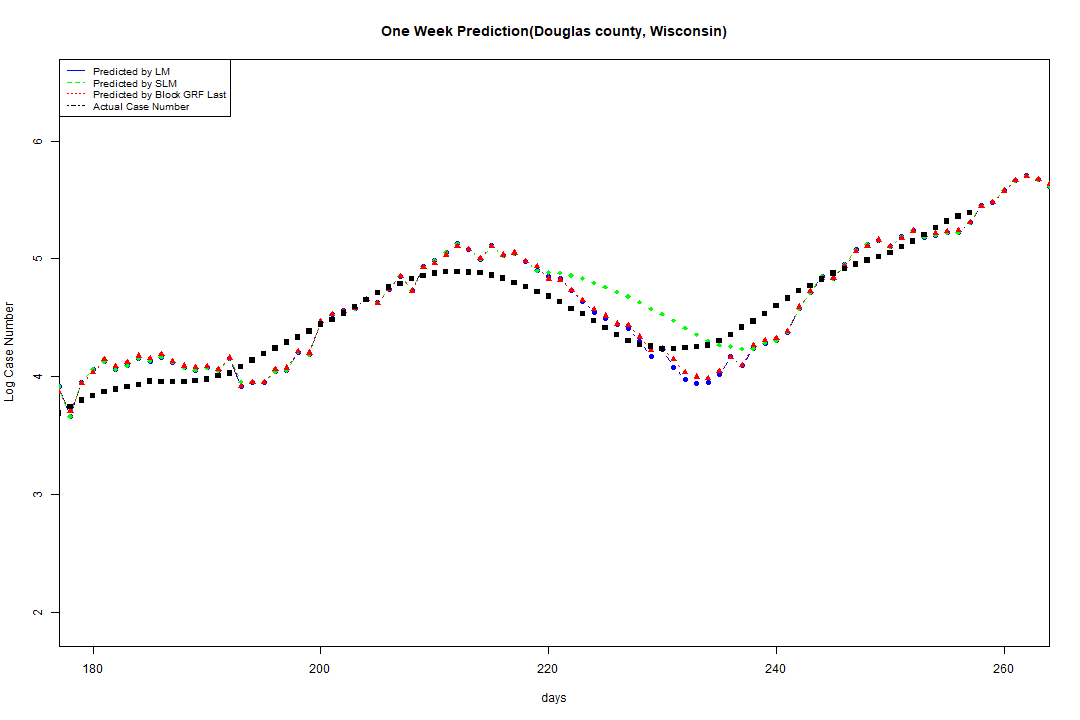 One Week Prediction(Douglas county, Wisconsin)
Predicted by LM
Predicted by SLM
Predicted by Block GRF Last
Actual Case Number
6
5
4
3
2
Log Case Number
180 200 220 240 260
days